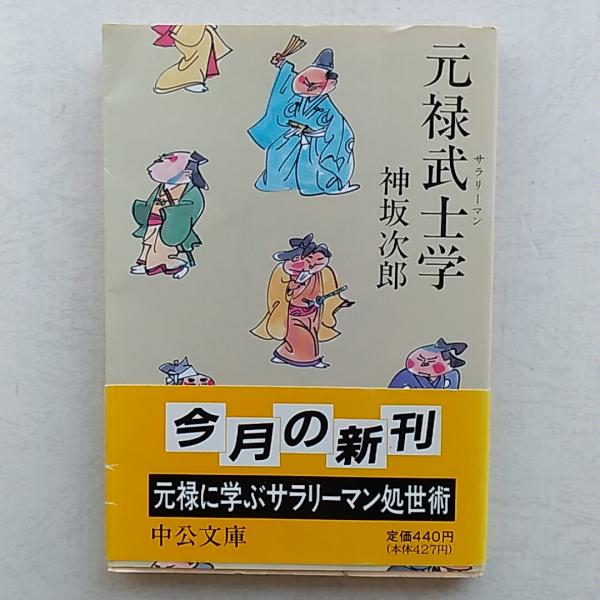 元禄武士学
サラリーマン
神坂次郎
今月の新刊
元禄に学ぶサラリーマン処世術
中公文庫
定価440円
(本体427円)